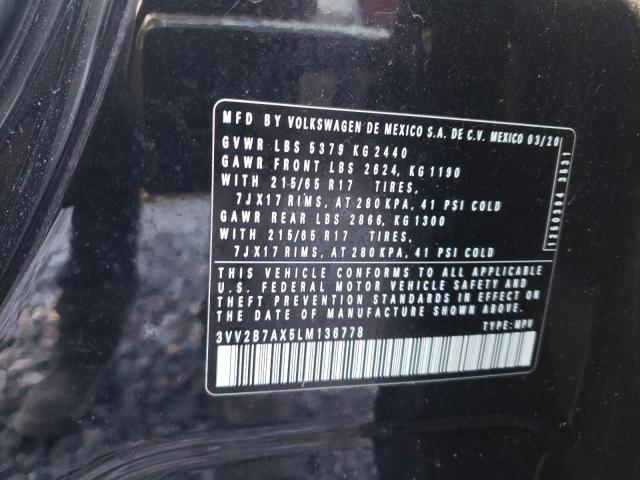 MFD BY VOLKSWAGEN DE MEXICO S.A. DE C.V. MEXICO 03/20
GVWR LBS 5379 KG 2440
GAWR FRONT LBS 2624, KG 1190
WITH 215/65 R17 TIRES,
7JX17 RIMS, AT 280 KPA, 41 PSI COLD
GAWR REAR LBS 2866, KG 1300
WITH 215/65 R17 TIRES,
7JX17 RIMS, AT 280 KPA, 41 PSI COLD
THIS VEHICLE CONFORMS TO ALL APPLICABLE
U.S. FEDERAL MOTOR VEHICLE SAFETY AND
THEFT PREVENTION STANDARDS IN EFFECT ON
THE DATE OF MANUFACTURE SHOWN ABOVE.
3VV2B7AX5LM136778 TYPE: MPV
1260304 3631